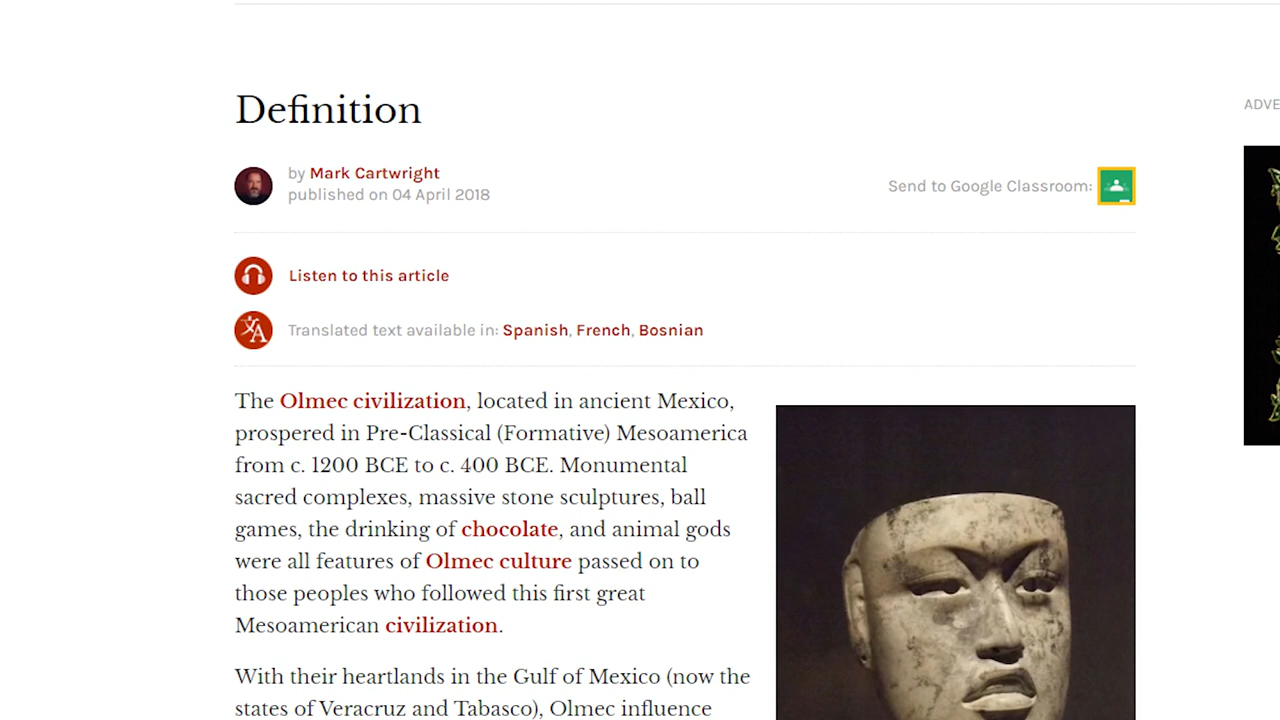 Definition
ADVE
by Mark Cartwright
published on 04 April 2018
Send to Google Classroom:
Listen to this article
Translated text available in: Spanish, French, Bosnian
The Olmec civilization, located in ancient Mexico,
prospered in Pre-Classical (Formative) Mesoamerica
from c. 1200 BCE to c. 400 BCE. Monumental
sacred complexes, massive stone sculptures, ball
games, the drinking of chocolate, and animal gods
were all features of Olmec culture passed on to
those peoples who followed this first great
Mesoamerican civilization.
With their heartlands in the Gulf of Mexico (now the
states of Veracruz and Tabasco), Olmec influence